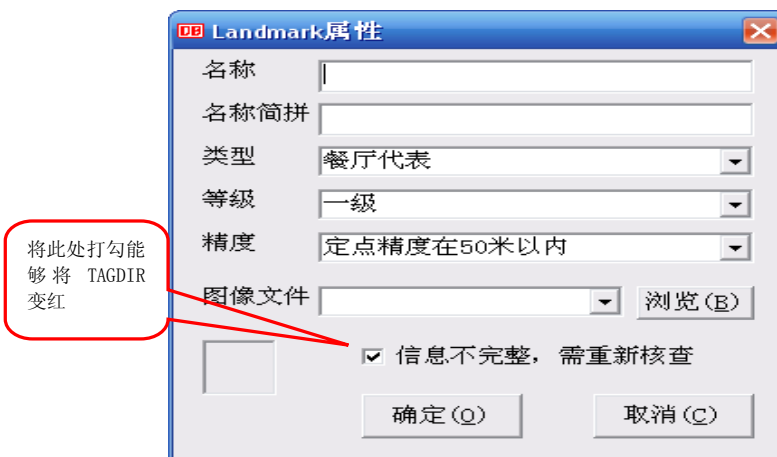 DB Landmark属性
名称
名称简拼
类型 餐厅代表
等级 一级
精度 定点精度在50米以内
图像文件 浏览(B)
将此处打勾能
够将 TAGDIR
变红
信息不完整，需重新核查
确定(O) 取消(C)